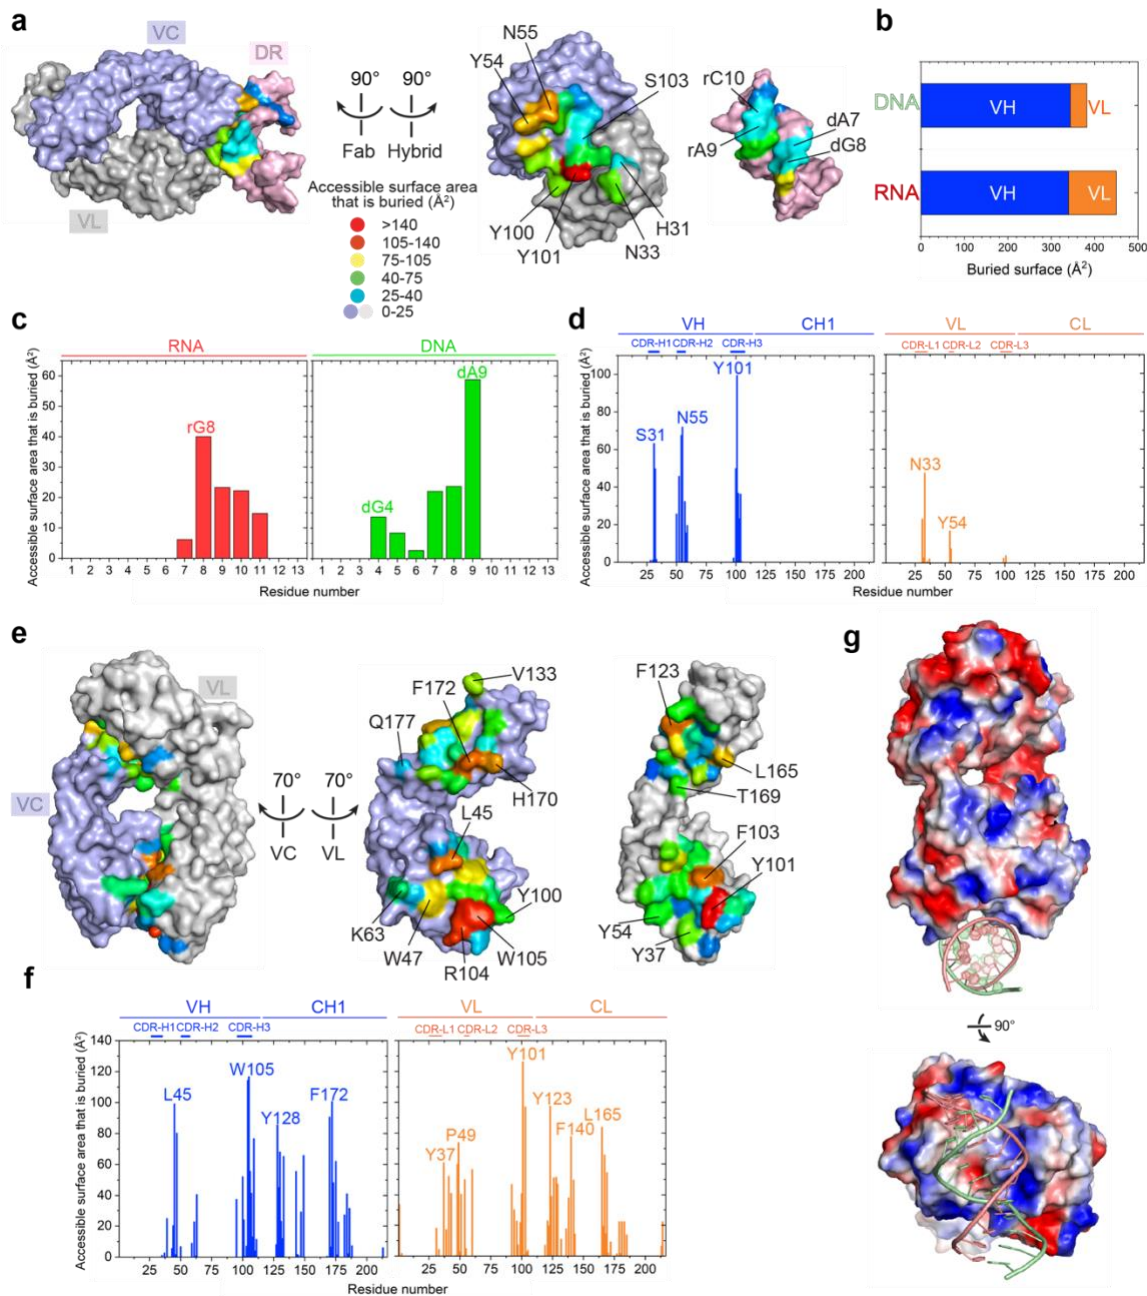 a
VC
DR
VL
90° 90°
Fab Hybrid
Accessible surface area
that is buried (Å²)
>140
105-140
75-105
40-75
25-40
0-25
N55
Y54
S103
Y100
Y101
N33
H31
rC10
rA9
dA7
dG8
b
DNA
VH
VL
RNA
VH
VL
0 100 200 300 400 500
Buried surface (Å²)
c
RNA DNA
Accessible surface area that is buried (Å²)
60
50
40
30
20
10
0
rG8
dG4
dA9
1 2 3 4 5 6 7 8 9 10 11 12 13 1 2 3 4 5 6 7 8 9 10 11 12 13
Residue number
d
VH CH1 VL CL
CDR-H1 CDR-H2 CDR-H3 CDR-L1 CDR-L2 CDR-L3
Accessible surface area that is buried (Å²)
100
80
60
40
20
0
S31
N55
Y101
N33
Y54
25 50 75 100 125 150 175 200 25 50 75 100 125 150 175 200
Residue number
e
VL
VC
70° 70°
VC VL
F172
V133
Q177
H170
L45
Y100
K63
W47
R104
W105
F123
L165
T169
F103
Y101
Y54
Y37
f
VH CH1 VL CL
CDR-H1 CDR-H2 CDR-H3 CDR-L1 CDR-L2 CDR-L3
Accessible surface area that is buried (Å²)
140
120
100
80
60
40
20
0
L45
W105
Y128
F172
Y37
P49
Y101
Y123
F140
L165
25 50 75 100 125 150 175 200 25 50 75 100 125 150 175 200
Residue number
g
90°